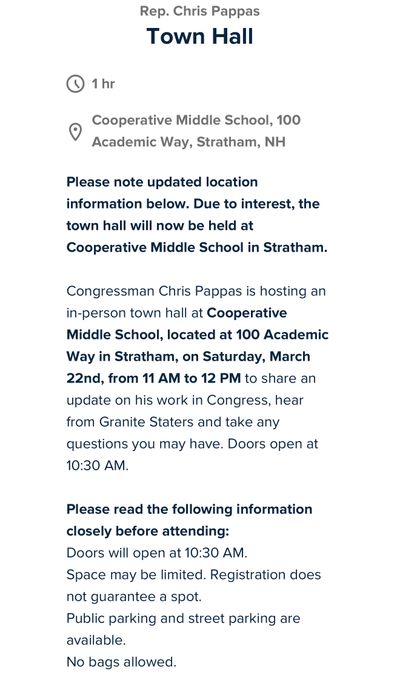 Rep. Chris Pappas
Town Hall
1 hr
Cooperative Middle School, 100
Academic Way, Stratham, NH
Please note updated location
information below. Due to interest, the
town hall will now be held at
Cooperative Middle School in Stratham.
Congressman Chris Pappas is hosting an
in-person town hall at Cooperative
Middle School, located at 100 Academic
Way in Stratham, on Saturday, March
22nd, from 11 AM to 12 PM to share an
update on his work in Congress, hear
from Granite Staters and take any
questions you may have. Doors open at
10:30 AM.
Please read the following information
closely before attending:
Doors will open at 10:30 AM.
Space may be limited. Registration does
not guarantee a spot.
Public parking and street parking are
available.
No bags allowed.